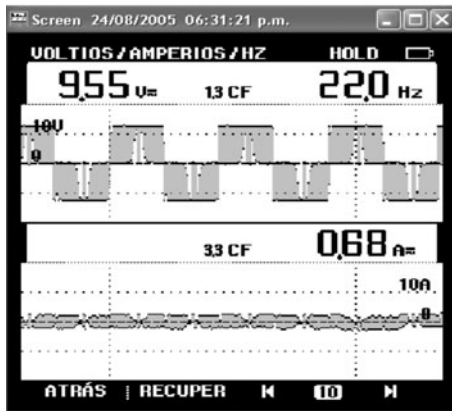 Screen 24/08/2005 06:31:21 p.m.
VOLTIOS/AMPERIOS/HZ HOLD
9,55 V≂ 1,3 CF 22,0 Hz
10V
0
3,3 CF 0,68 A≂
10A
0
ATRÁS RECUPER 10